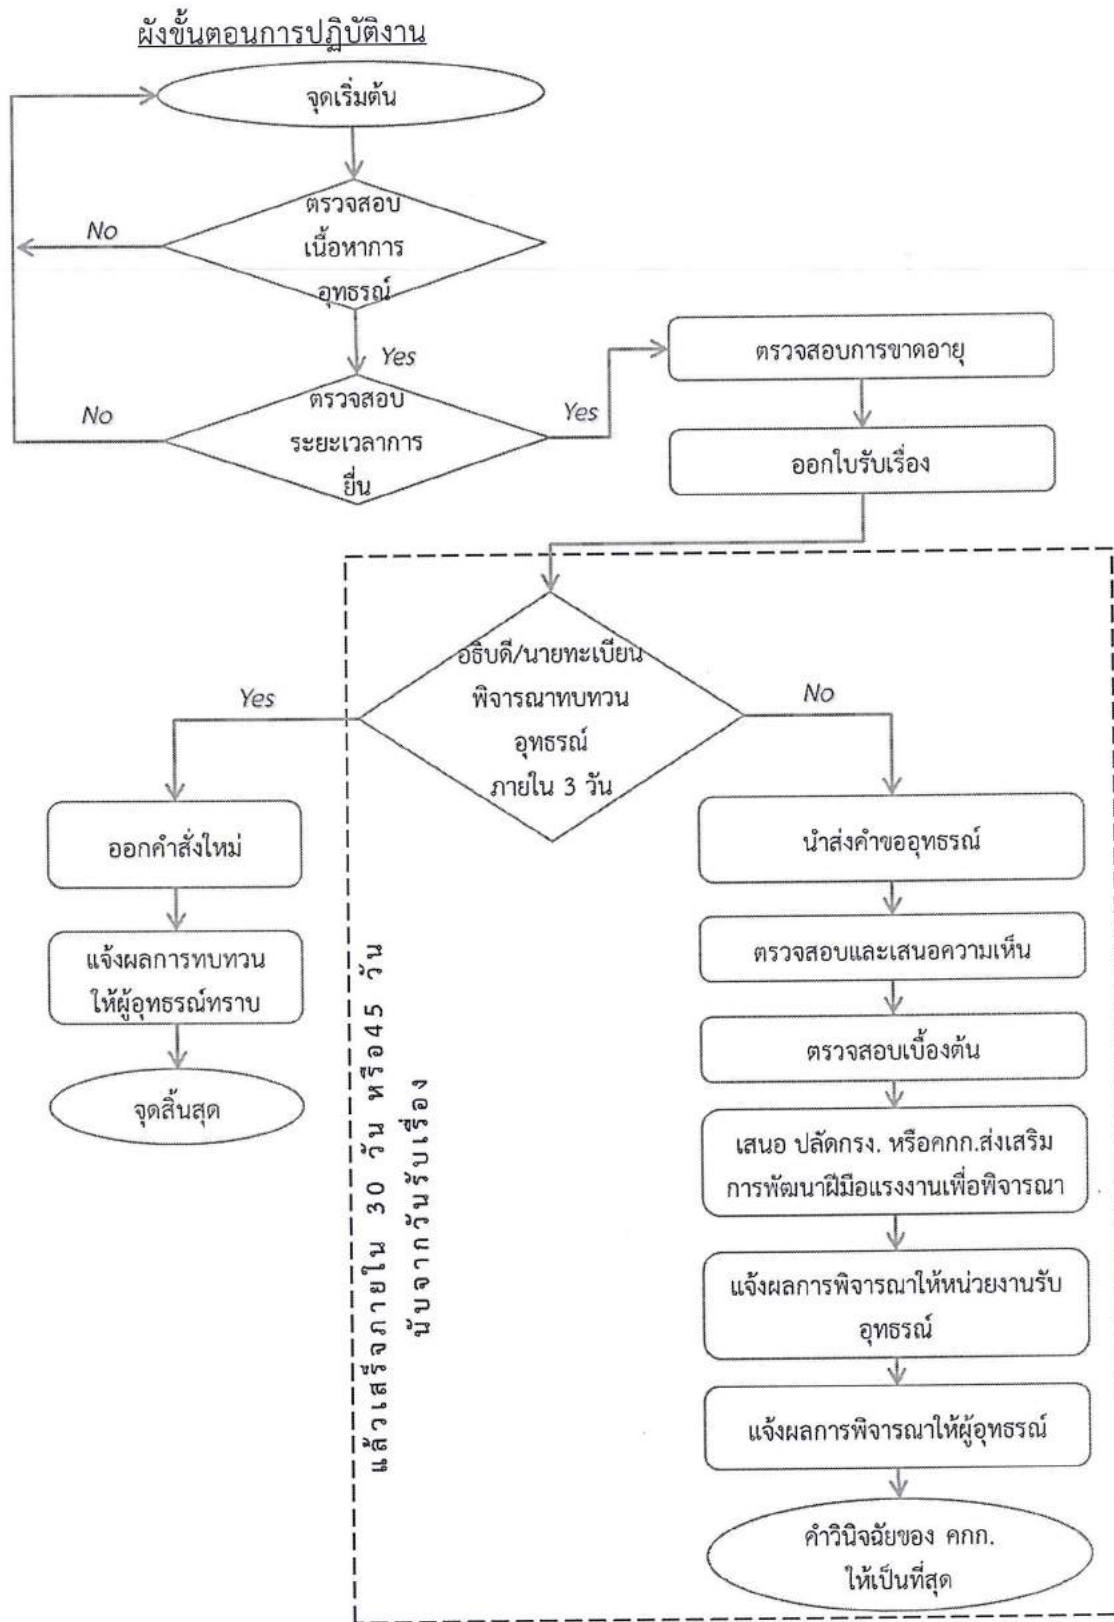 ผังขั้นตอนการปฏิบัติงาน
จุดเริ่มต้น
ตรวจสอบ
เนื้อหาการ
อุทธรณ์
No
Yes
ตรวจสอบ
ระยะเวลาการ
ยื่น
No
Yes
ตรวจสอบการขาดอายุ
ออกใบรับเรื่อง
อธิบดี/นายทะเบียน
พิจารณาทบทวน
อุทธรณ์
ภายใน 3 วัน
Yes
No
ออกคำสั่งใหม่
แจ้งผลการทบทวน
ให้ผู้อุทธรณ์ทราบ
จุดสิ้นสุด
แล้วเสร็จภายใน 30 วัน หรือ45 วัน
นับจากวันรับเรื่อง
นำส่งคำขออุทธรณ์
ตรวจสอบและเสนอความเห็น
ตรวจสอบเบื้องต้น
เสนอ ปลัดกรง. หรือคกก.ส่งเสริม
การพัฒนาฝีมือแรงงานเพื่อพิจารณา
แจ้งผลการพิจารณาให้หน่วยงานรับ
อุทธรณ์
แจ้งผลการพิจารณาให้ผู้อุทธรณ์
คำวินิจฉัยของ คกก.
ให้เป็นที่สุด